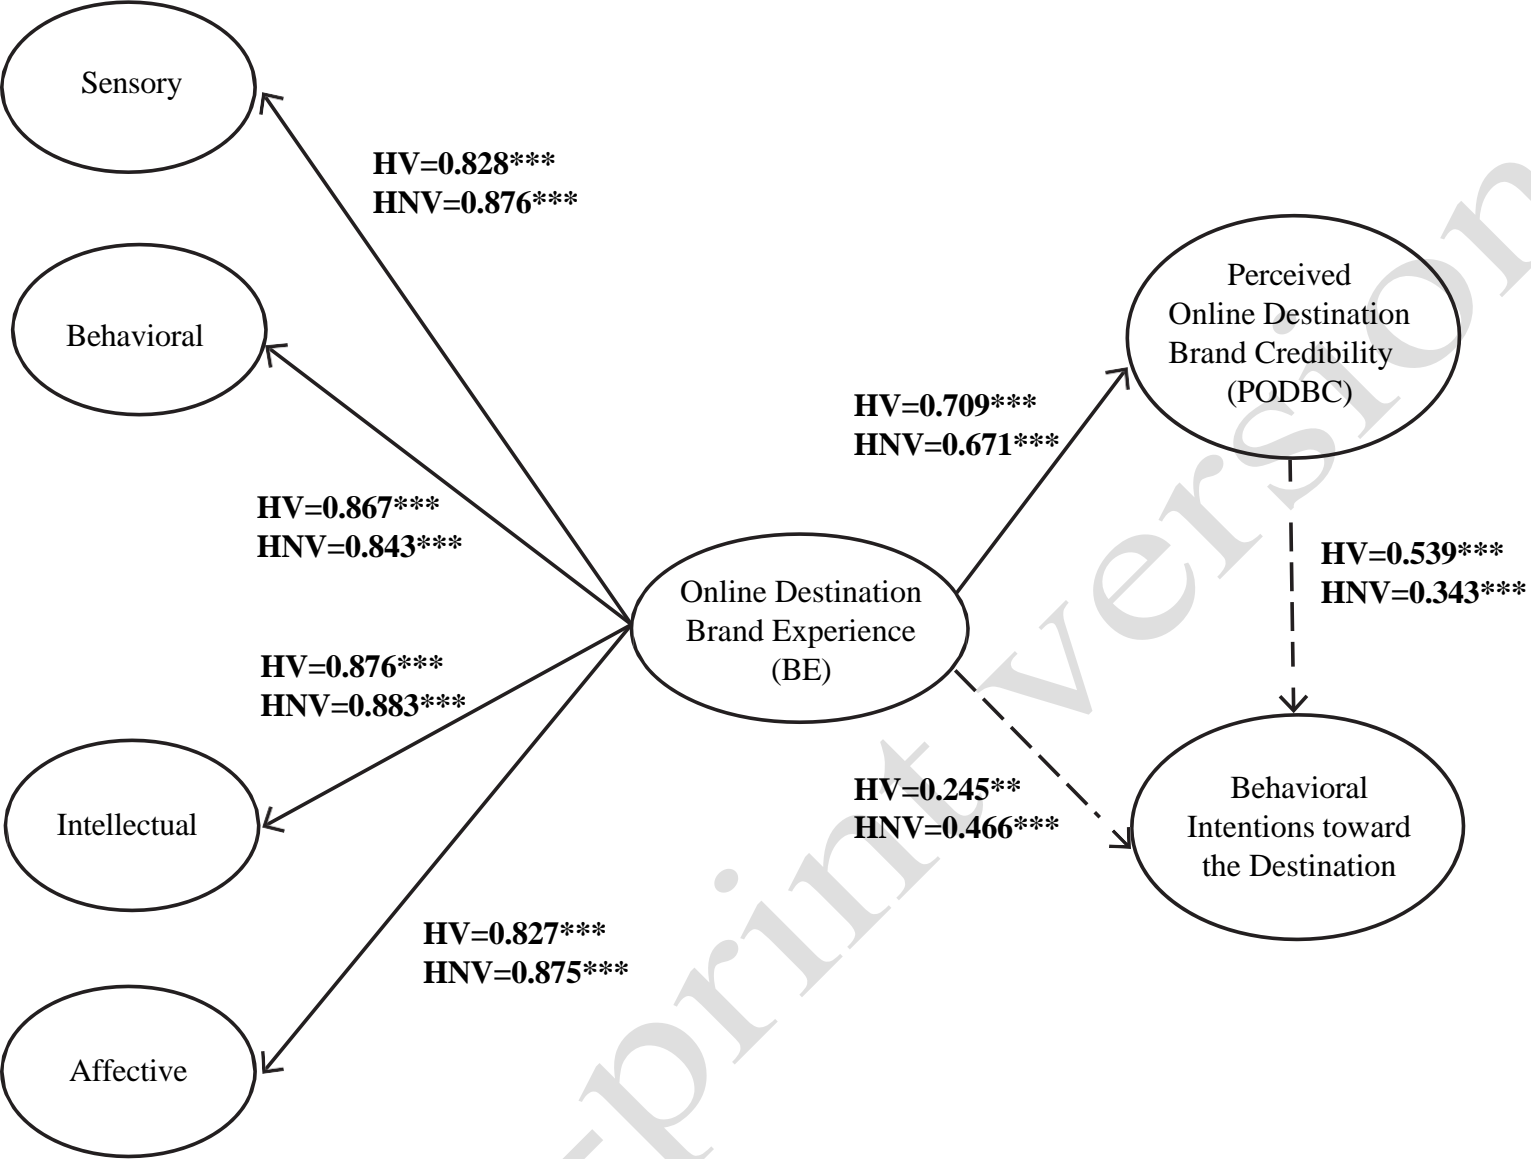 Sensory
HV=0.828***
HNV=0.876***
Behavioral
HV=0.867***
HNV=0.843***
HV=0.876***
HNV=0.883***
Intellectual
HV=0.827***
HNV=0.875***
Affective
Online Destination
Brand Experience
(BE)
HV=0.709***
HNV=0.671***
Perceived
Online Destination
Brand Credibility
(PODBC)
HV=0.539***
HNV=0.343***
HV=0.245**
HNV=0.466***
Behavioral
Intentions toward
the Destination
-print version